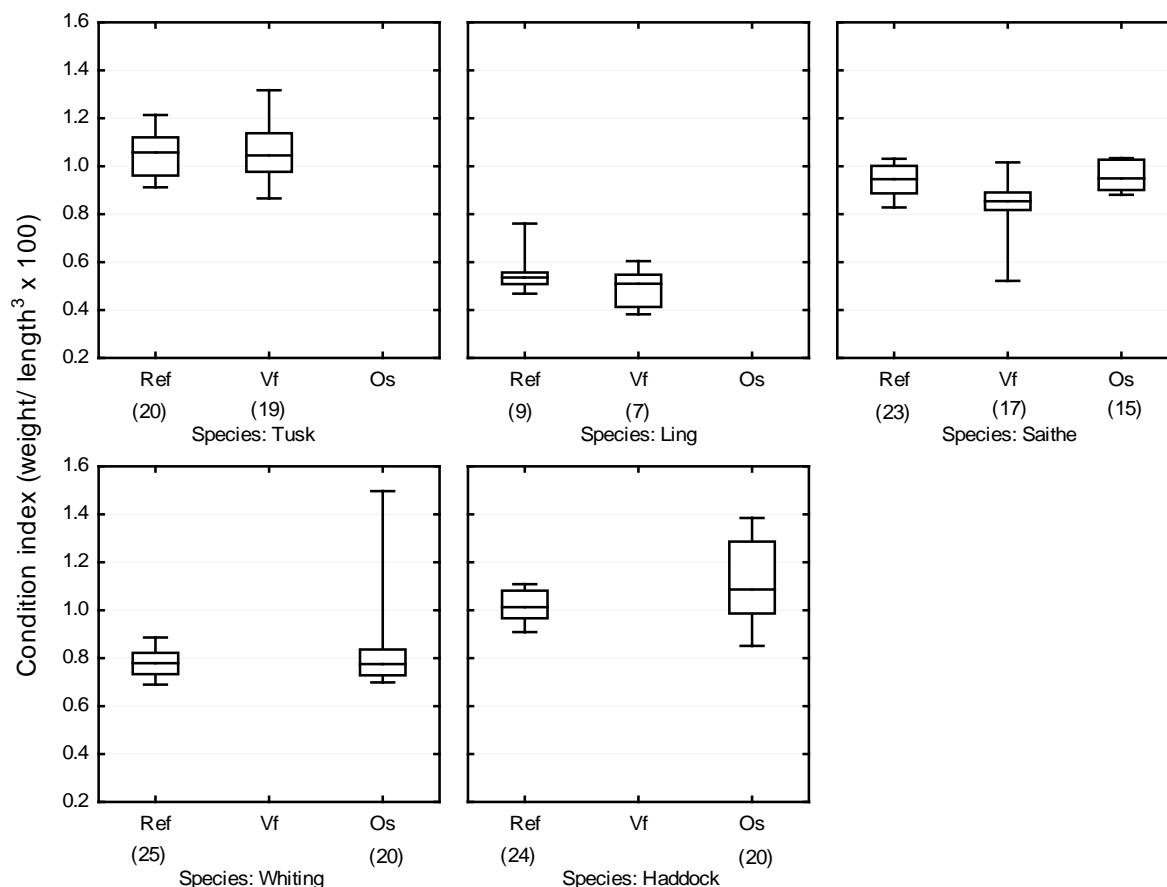 Condition index (weight/ length³ x 100)
1.6
1.4
1.2
1.0
0.8
0.6
0.4
0.2
Ref Vf Os
(20) (19)
Species: Tusk
Ref Vf Os
(9) (7)
Species: Ling
Ref Vf Os
(23) (17) (15)
Species: Saithe
1.6
1.4
1.2
1.0
0.8
0.6
0.4
0.2
Ref Vf Os
(25) (20)
Species: Whiting
Ref Vf Os
(24) (20)
Species: Haddock